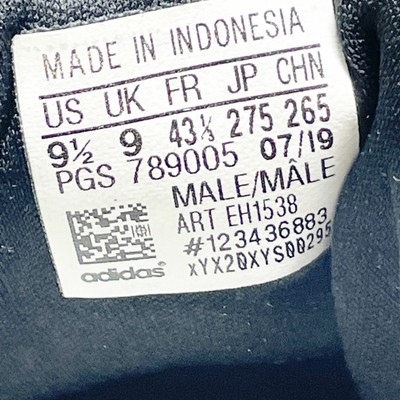 MADE IN INDONESIA
US UK FR JP CHN
9½ 9 43⅓ 275 265
PGS 789005 07/19
MALE/MÂLE
ART EH1538
#123436883
XYX20XYS00295
adidas